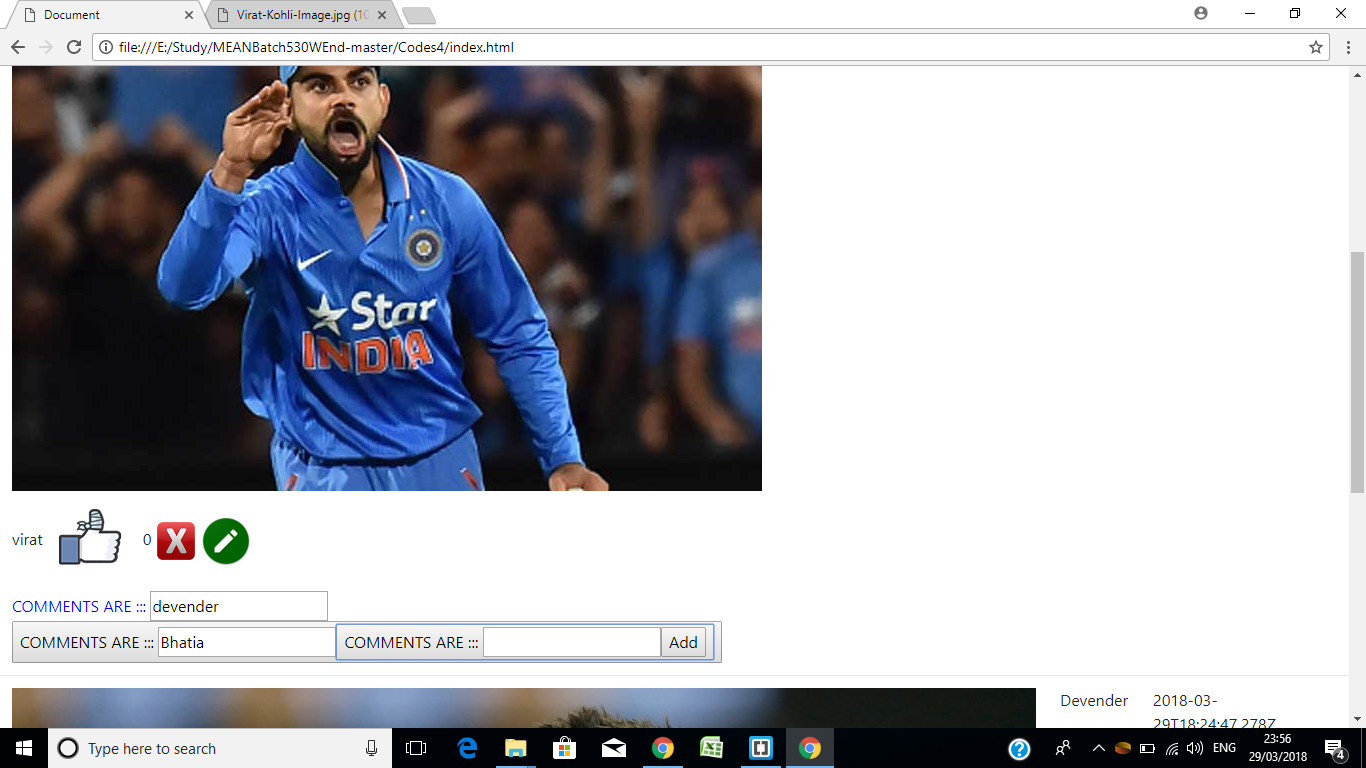 Document
Virat-Kohli-Image.jpg (10
file:///E:/Study/MEANBatch530WEnd-master/Codes4/index.html
Star
INDIA
virat 0 X
COMMENTS ARE ::: devender
COMMENTS ARE ::: Bhatia COMMENTS ARE ::: Add
Devender 2018-03-
29T18:24:47.278Z
Type here to search
ENG
23:56
29/03/2018
4